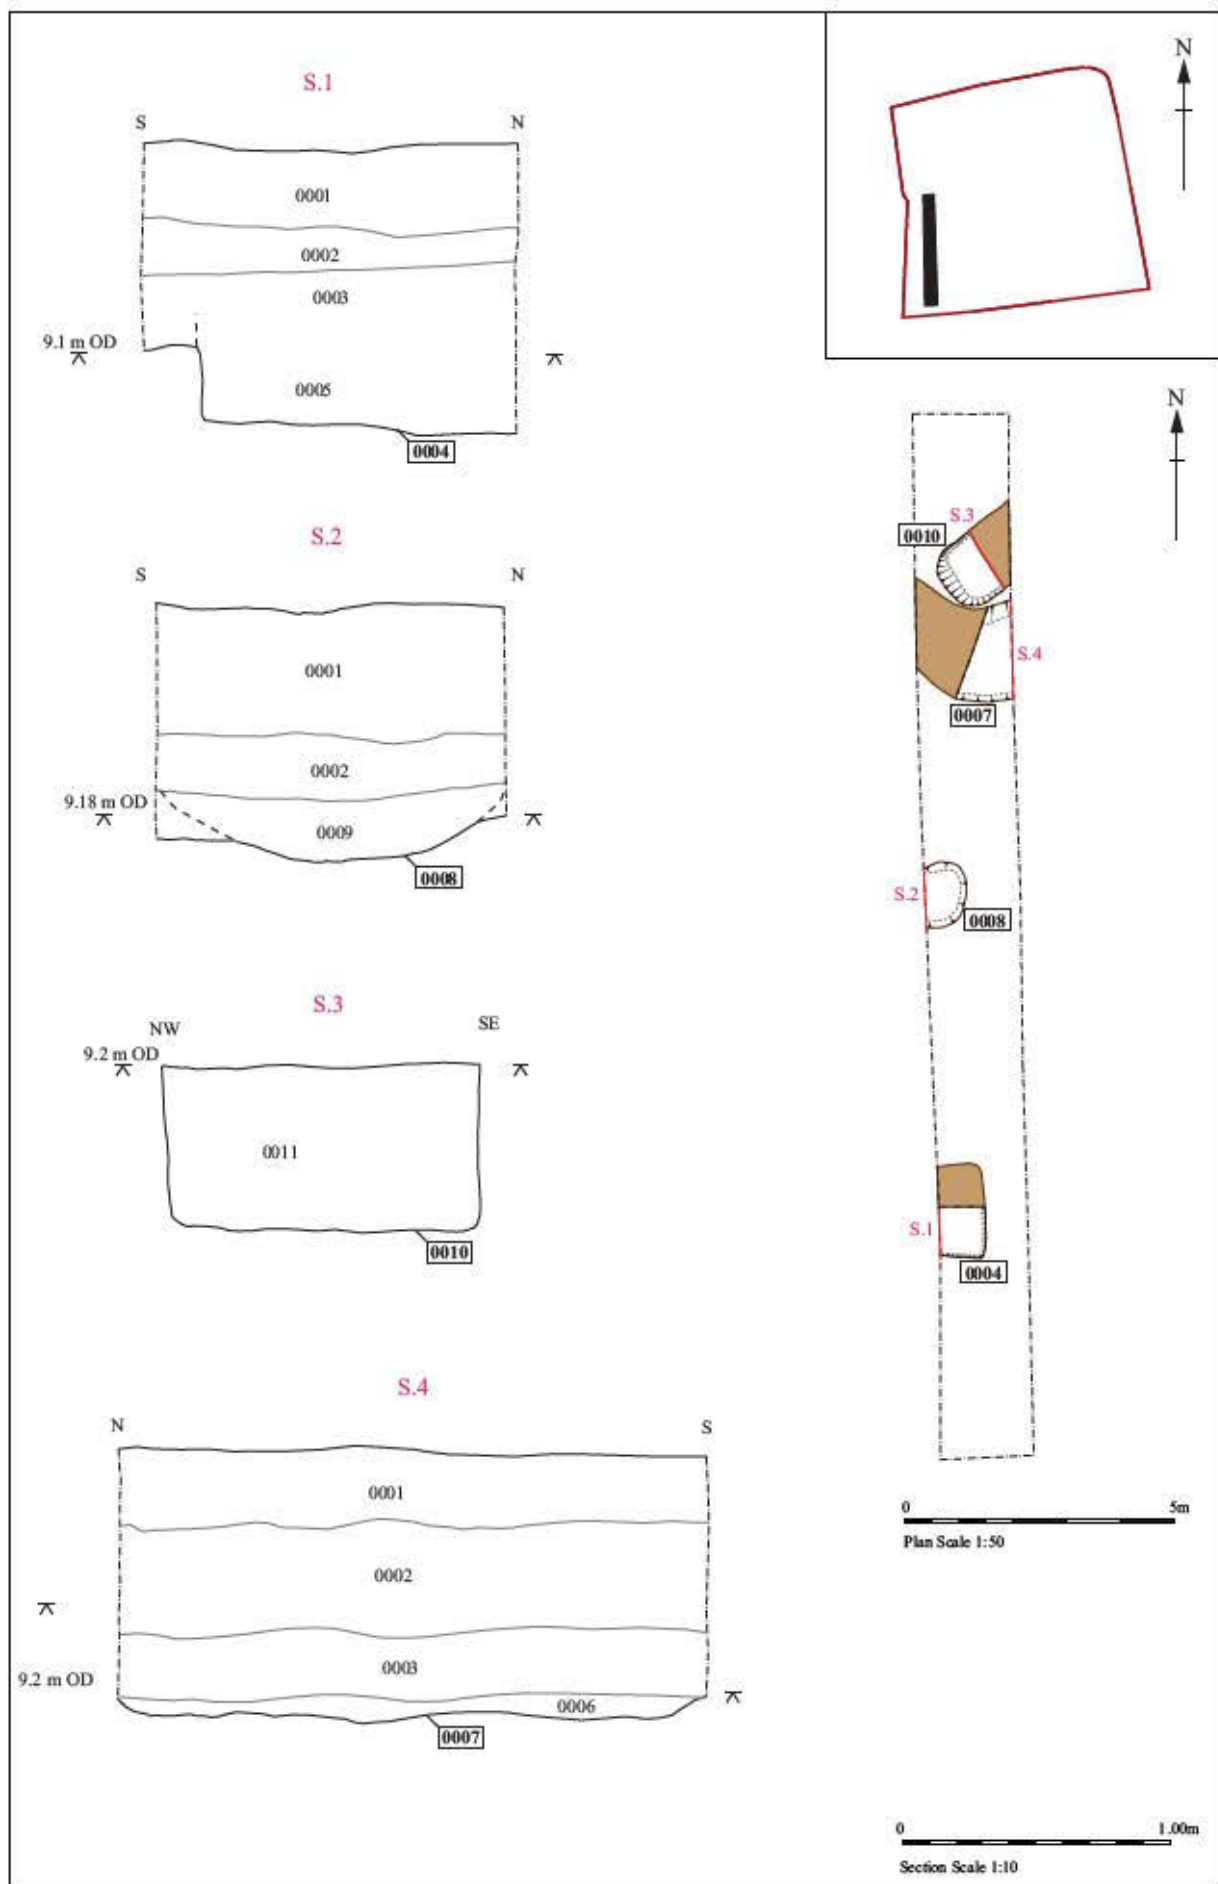 S.1
S N
0001
0002
0003
9.1 m OD
0005
0004
S.2
S N
0001
0002
9.18 m OD
0009
0008
S.3
NW SE
9.2 m OD
0011
0010
S.4
N S
0001
0002
0003
9.2 m OD
0006
0007
N
N
S.3
0010
S.4
0007
S.2
0008
S.1
0004
0 5m
Plan Scale 1:50
0 1.00m
Section Scale 1:10